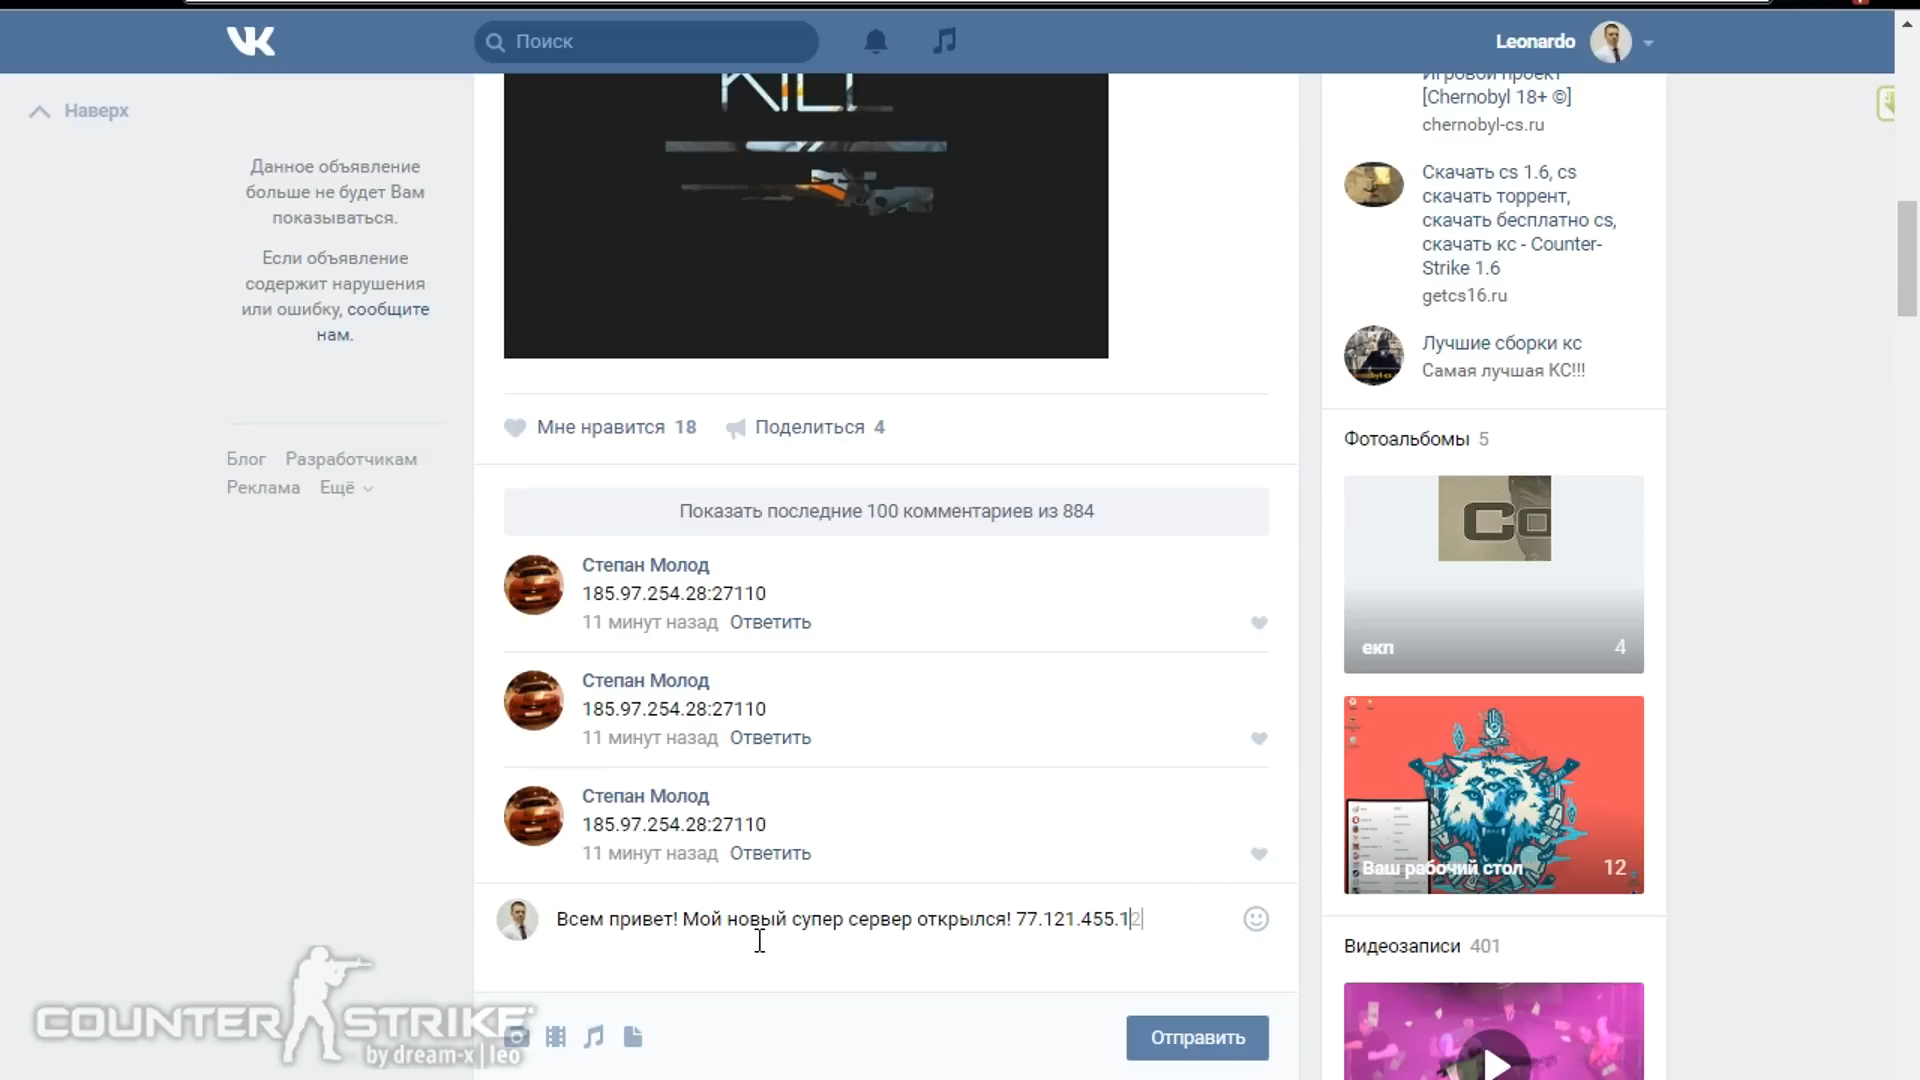 Поиск
Leonardo
Наверх
Данное объявление
больше не будет Вам
показываться.
Если объявление
содержит нарушения
или ошибку, сообщите
нам.
Блог Разработчикам
Реклама Ещё
KILL
Мне нравится 18 Поделиться 4
Показать последние 100 комментариев из 884
Степан Молод
185.97.254.28:27110
11 минут назад Ответить
Степан Молод
185.97.254.28:27110
11 минут назад Ответить
Степан Молод
185.97.254.28:27110
11 минут назад Ответить
Всем привет! Мой новый супер сервер открылся! 77.121.455.12
Отправить
Игровой проект
[Chernobyl 18+ ©]
chernobyl-cs.ru
Скачать cs 1.6, cs
скачать торрент,
скачать бесплатно cs,
скачать кс - Counter-
Strike 1.6
getcs16.ru
Лучшие сборки кс
Самая лучшая КС!!!
Фотоальбомы 5
CO
екп 4
Ваш рабочий стол 12
Видеозаписи 401
COUNTER STRIKE
by dream-x | leo